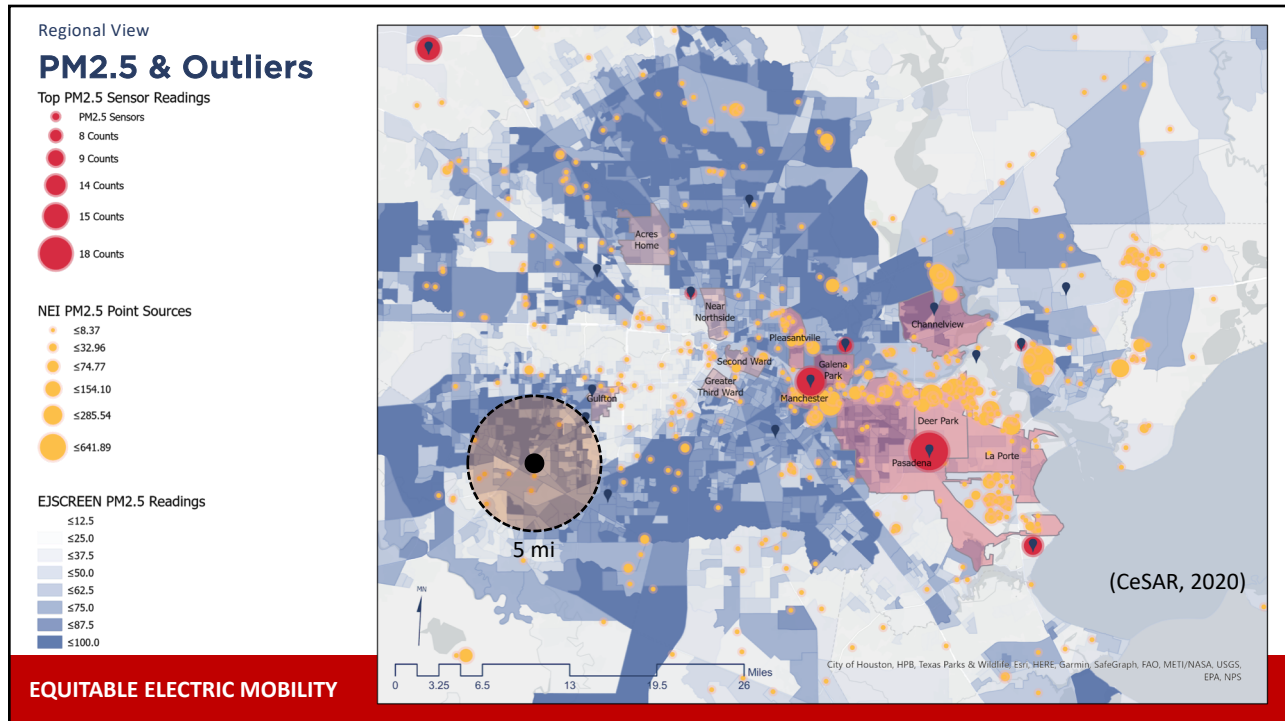 Regional View
PM2.5 & Outliers
Top PM2.5 Sensor Readings
PM2.5 Sensors
8 Counts
9 Counts
14 Counts
15 Counts
18 Counts
NEI PM2.5 Point Sources
≤8.37
≤32.96
≤74.77
≤154.10
≤285.54
≤641.89
EJSCREEN PM2.5 Readings
≤12.5
≤25.0
≤37.5
≤50.0
≤62.5
≤75.0
≤87.5
≤100.0
EQUITABLE ELECTRIC MOBILITY
Acres
Home
Near
Northside
Pleasantville
Channelview
Second Ward
Galena
Park
Greater
Third Ward
Manchester
Gulfton
Deer Park
Pasadena
La Porte
5 mi
(CeSAR, 2020)
MN
Miles
0 3.25 6.5 13 19.5 26
City of Houston, HPB, Texas Parks & Wildlife, Esri, HERE, Garmin, SafeGraph, FAO, METI/NASA, USGS,
EPA, NPS